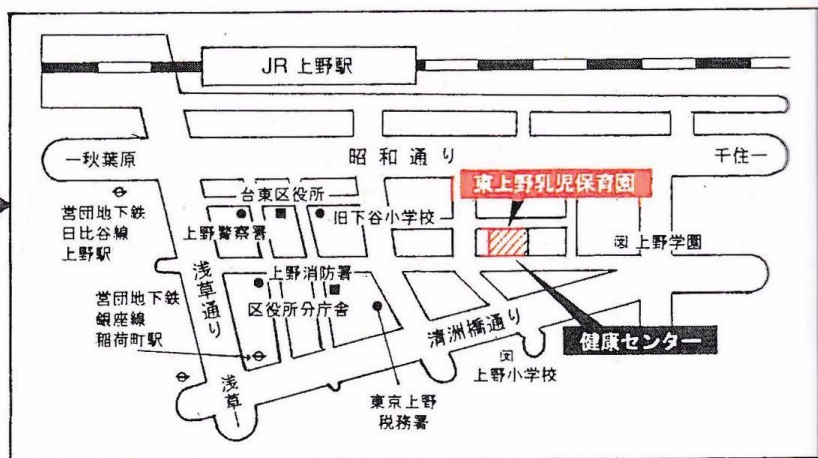 JR 上野駅
一秋葉原
昭和通り
千住一
東上野乳児保育園
台東区役所
営団地下鉄
日比谷線
上野駅
上野警察署
旧下谷小学校
上野学園
浅草通り
上野消防署
営団地下鉄
銀座線
稲荷町駅
区役所分庁舎
清洲橋通り
健康センター
上野小学校
浅草一
東京上野
税務署